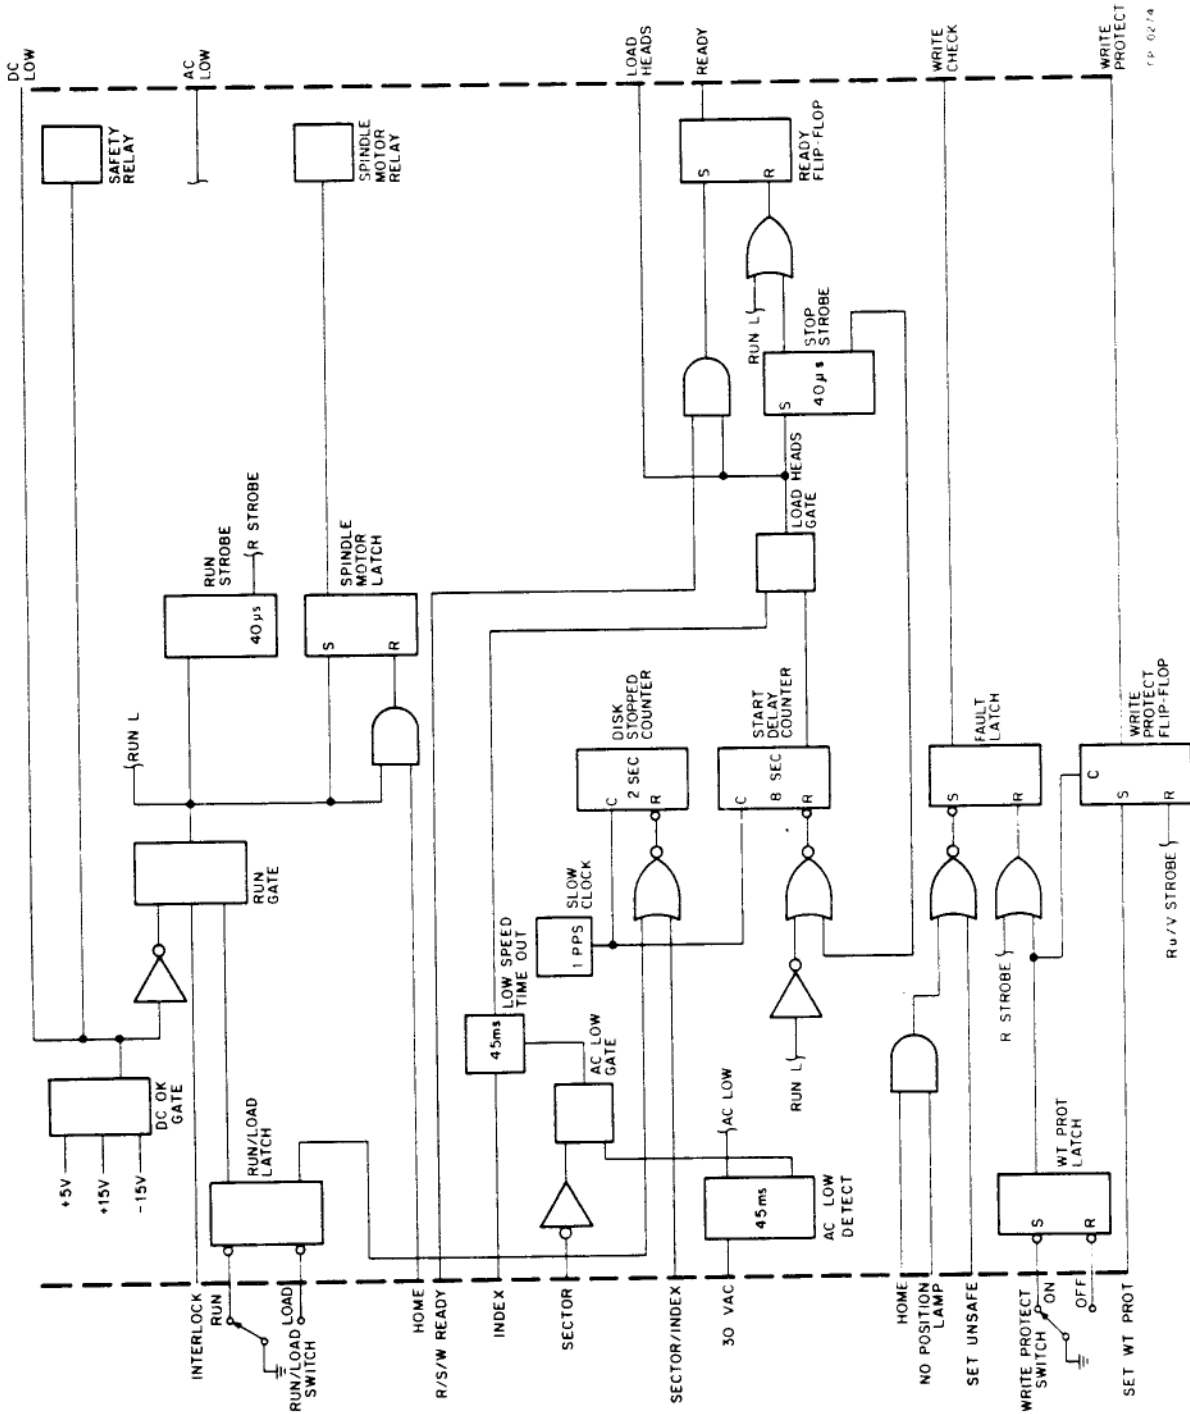 DC
LOW
AC
LOW
LOAD
HEADS
READY
WRITE
CHECK
WRITE
PROTECT
SAFETY
RELAY
SPINDLE
MOTOR
RELAY
S
R
READY
FLIP-FLOP
RUN L
S
40μs
STOP
STROBE
HEADS
LOAD
GATE
RUN
STROBE
40μs
R STROBE
SPINDLE
MOTOR
LATCH
S
R
RUN L
DISK
STOPPED
COUNTER
2 SEC
C
R
START
DELAY
COUNTER
8 SEC
C
R
FAULT
LATCH
S
R
WRITE
PROTECT
FLIP-FLOP
C
S
R
RUN
GATE
SLOW
CLOCK
1 PPS
LOW SPEED
TIME OUT
45ms
AC LOW
GATE
RUN L
R STROBE
Ru/V STROBE
+5V
+15V
-15V
DC OK
GATE
RUN/LOAD
LATCH
AC LOW
45ms
AC LOW
DETECT
WT PROT
LATCH
S
R
INTERLOCK
RUN
LOAD
RUN/LOAD
SWITCH
HOME
R/S/W READY
INDEX
SECTOR
SECTOR/INDEX
30 VAC
HOME
NO POSITION
LAMP
SET UNSAFE
WRITE PROTECT
SWITCH
ON
OFF
SET WT PROT